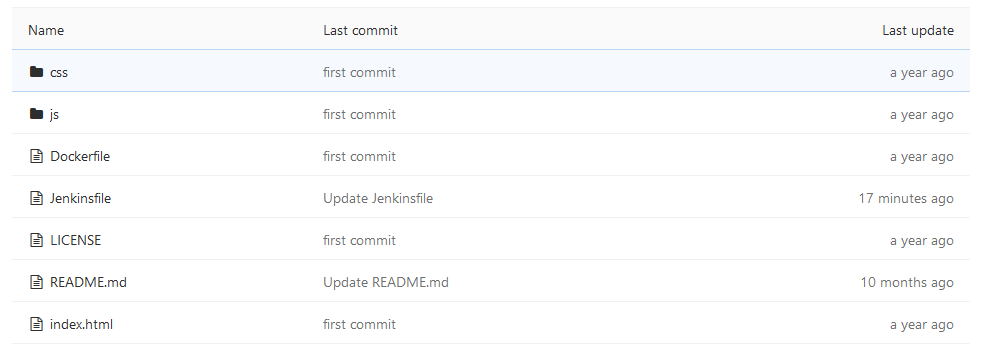 Name Last commit Last update
css first commit a year ago
js first commit a year ago
Dockerfile first commit a year ago
Jenkinsfile Update Jenkinsfile 17 minutes ago
LICENSE first commit a year ago
README.md Update README.md 10 months ago
index.html first commit a year ago